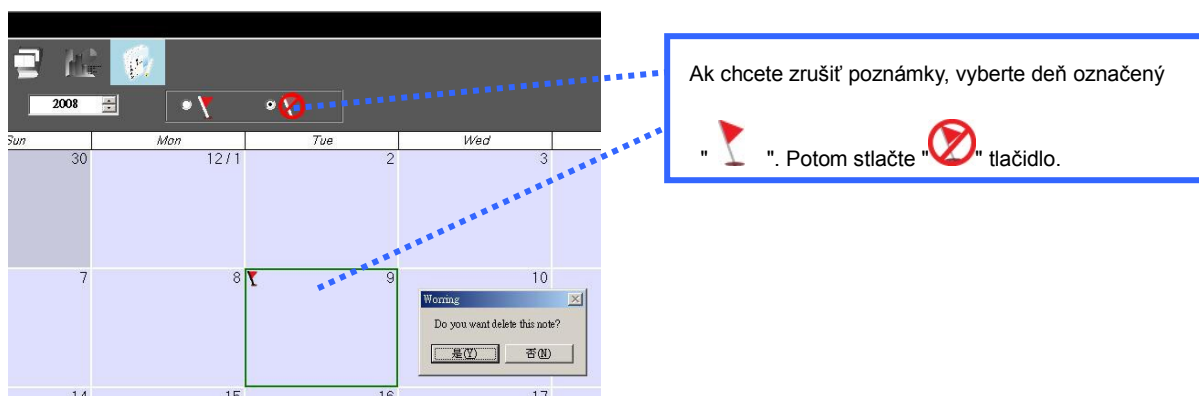 2008
Sun Mon Tue Wed
30 12/1 2 3
7 8 9 10
Worning
Do you want delete this note?
是(Y) 否(N)
14 15 16 17
Ak chcete zrušiť poznámky, vyberte deň označený
" ". Potom stlačte " " tlačidlo.